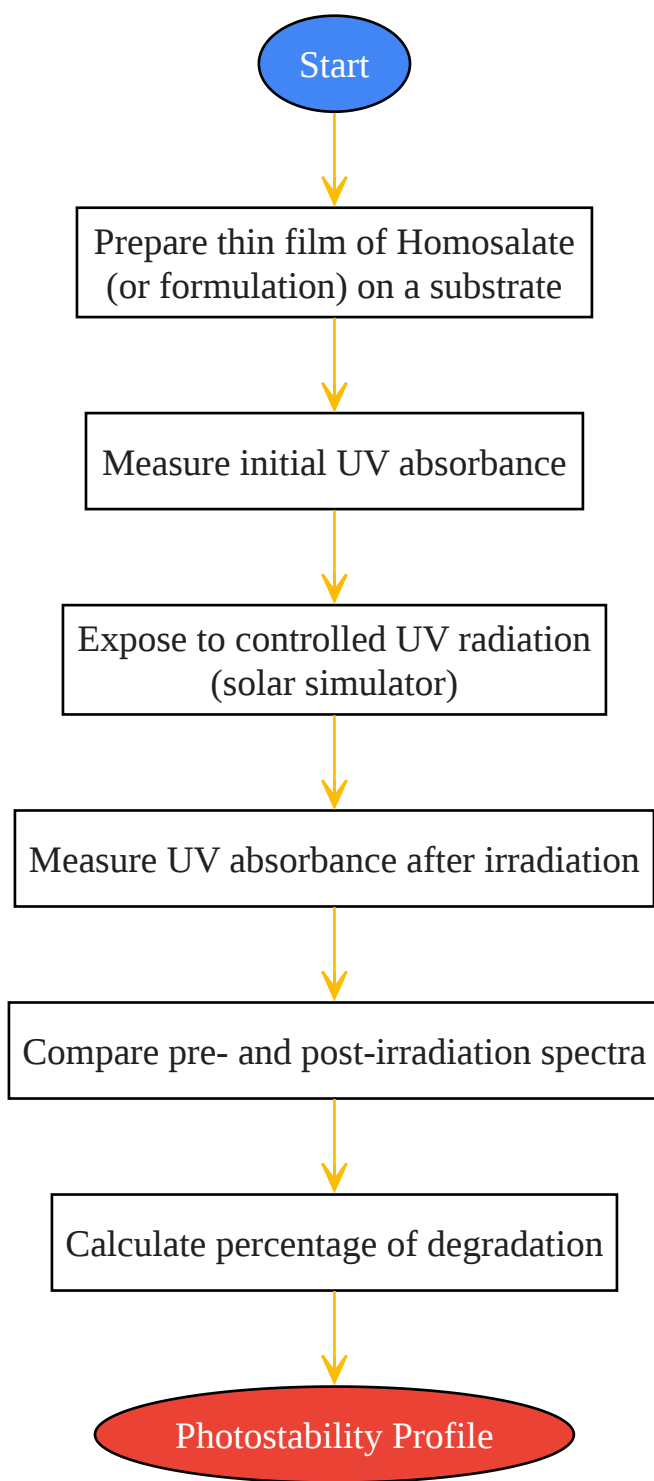 Start
Prepare thin film of Homosalate
(or formulation) on a substrate
Measure initial UV absorbance
Expose to controlled UV radiation
(solar simulator)
Measure UV absorbance after irradiation
Compare pre- and post-irradiation spectra
Calculate percentage of degradation
Photostability Profile